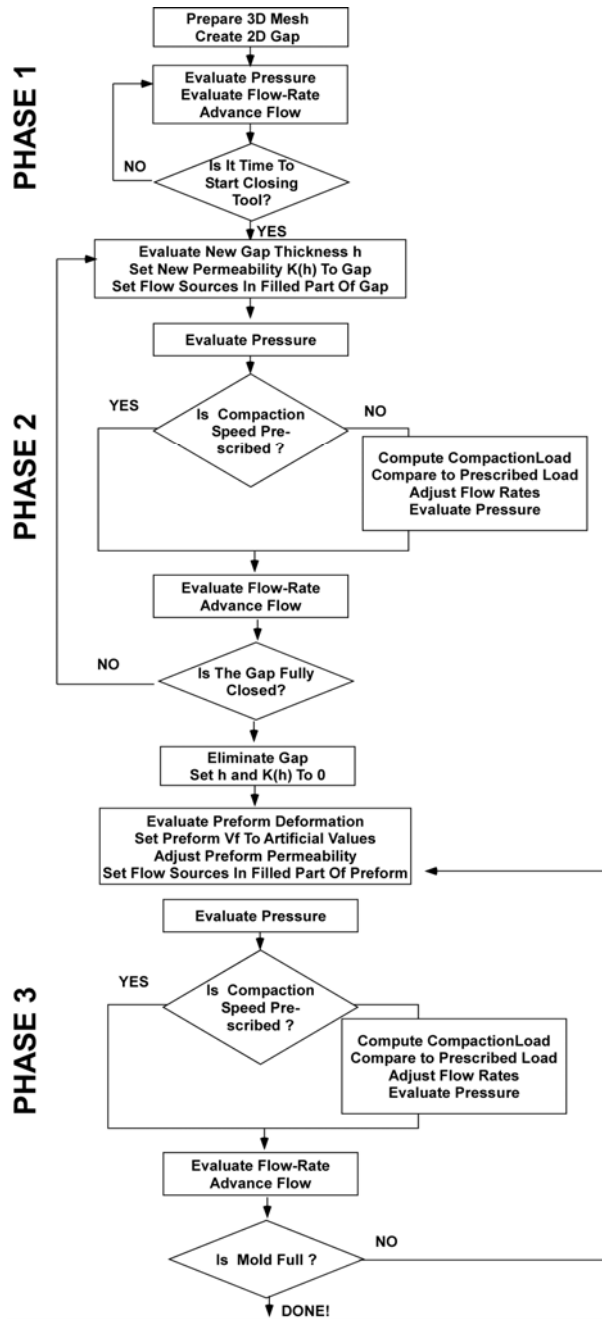 PHASE 1
Prepare 3D Mesh
Create 2D Gap
Evaluate Pressure
Evaluate Flow-Rate
Advance Flow
NO
Is It Time To
Start Closing
Tool?
YES
PHASE 2
Evaluate New Gap Thickness h
Set New Permeability K(h) To Gap
Set Flow Sources In Filled Part Of Gap
Evaluate Pressure
YES
Is Compaction
Speed Pre-
scribed ?
NO
Compute CompactionLoad
Compare to Prescribed Load
Adjust Flow Rates
Evaluate Pressure
Evaluate Flow-Rate
Advance Flow
NO
Is The Gap Fully
Closed?
Eliminate Gap
Set h and K(h) To 0
PHASE 3
Evaluate Preform Deformation
Set Preform Vf To Artificial Values
Adjust Preform Permeability
Set Flow Sources In Filled Part Of Preform
Evaluate Pressure
YES
Is Compaction
Speed Pre-
scribed ?
Compute CompactionLoad
Compare to Prescribed Load
Adjust Flow Rates
Evaluate Pressure
Evaluate Flow-Rate
Advance Flow
Is Mold Full ?
NO
DONE!